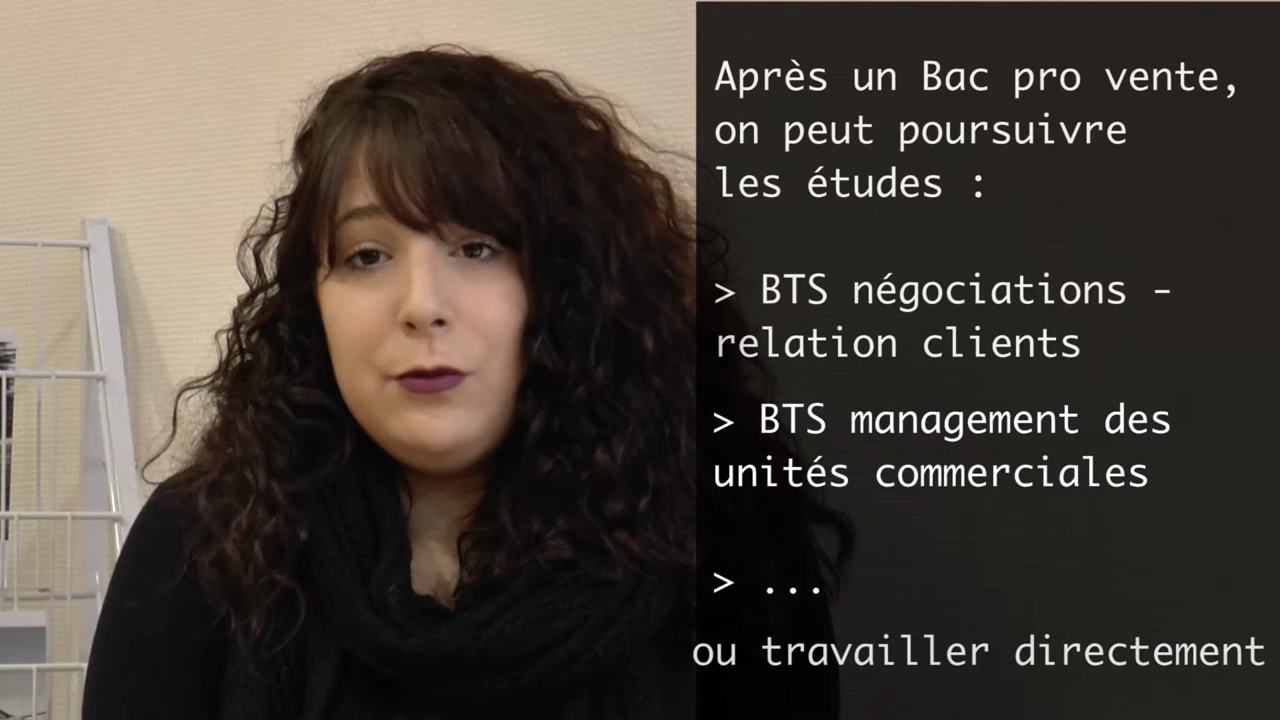 Après un Bac pro vente,
on peut poursuivre
les études :
> BTS négociations -
relation clients
> BTS management des
unités commerciales
> ...
ou travailler directement